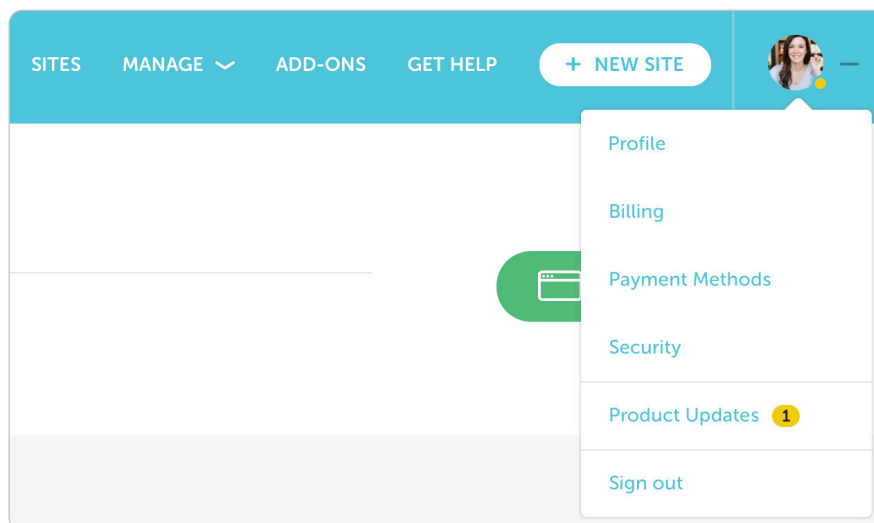 SITES MANAGE ADD-ONS GET HELP + NEW SITE
Profile
Billing
Payment Methods
Security
Product Updates 1
Sign out